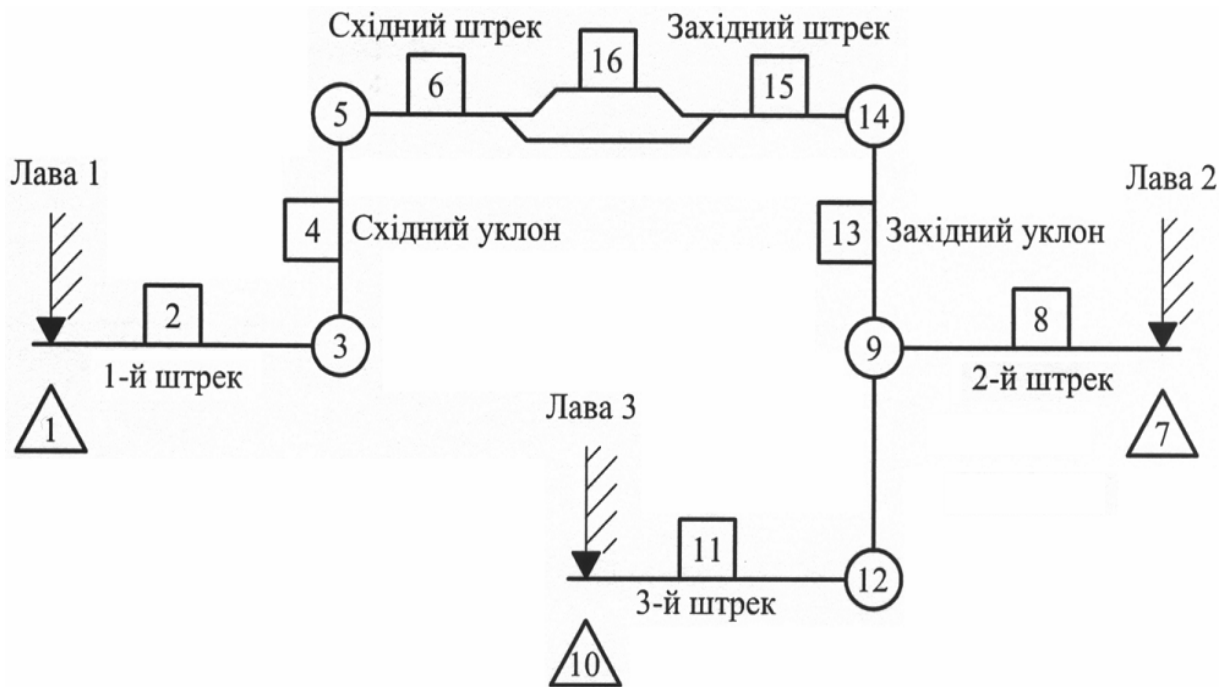 Східний штрек
Західний штрек
16
6
15
5
14
Лава 1
Лава 2
4
Східний уклон
13
Західний уклон
2
8
3
9
1-й штрек
2-й штрек
Лава 3
1
7
11
12
3-й штрек
10